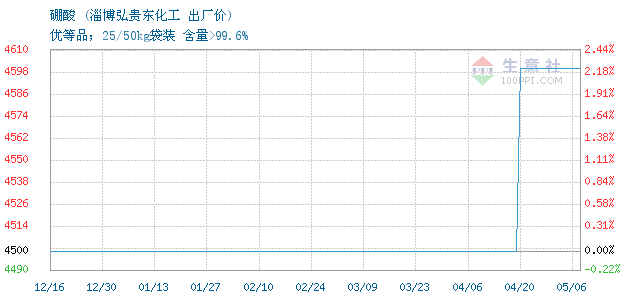 硼酸 (淄博弘贵东化工 出厂价)
优等品; 25/50kg袋装 含量>99.6%
4610 2.44%
4598 2.18%
4586 1.91%
4574 1.64%
4562 1.38%
4550 1.11%
4538 0.84%
4526 0.58%
4514 0.31%
4500 0.00%
4490 -0.22%
生意社
100PPI.COM
12/16 12/30 01/13 01/27 02/10 02/24 03/09 03/23 04/06 04/20 05/06